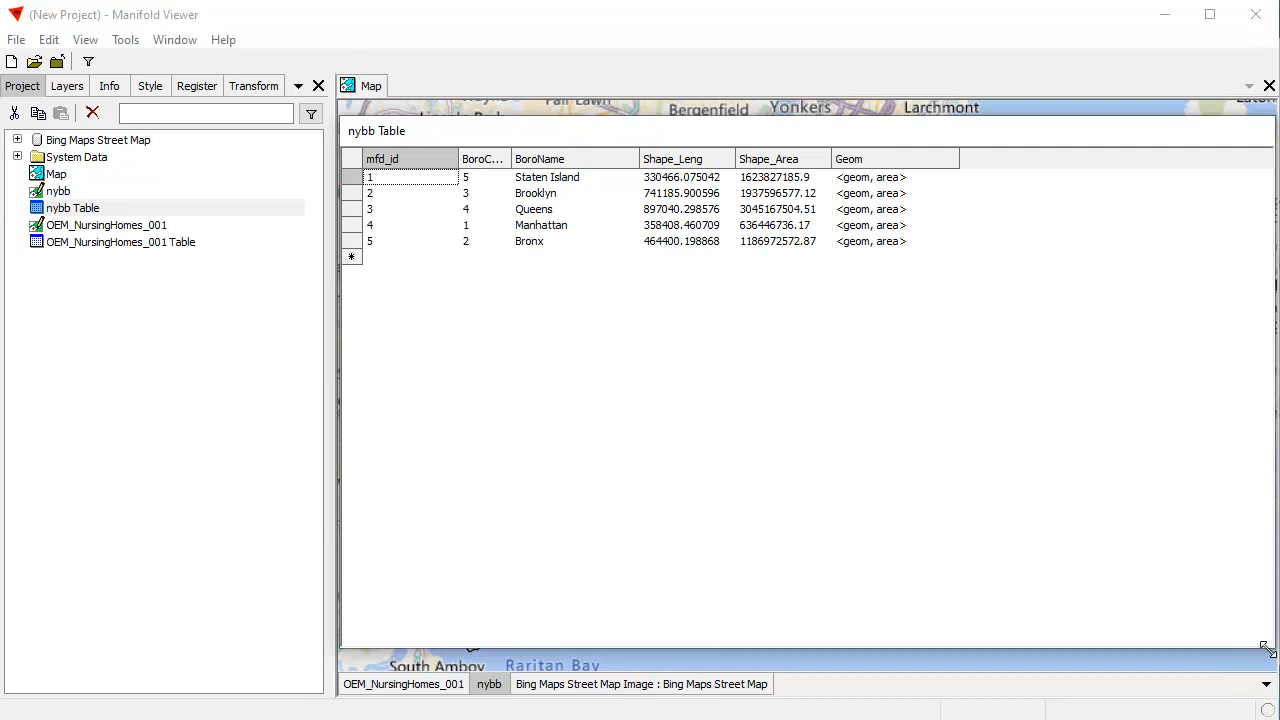 (New Project) - Manifold Viewer
File Edit View Tools Window Help
Project Layers Info Style Register Transform
Map
Bing Maps Street Map
System Data
Map
nybb
nybb Table
OEM_NursingHomes_001
OEM_NursingHomes_001 Table
Fair Lawn Bergenfield Yonkers Larchmont
nybb Table
mfd_id BoroC... BoroName Shape_Leng Shape_Area Geom
1 5 Staten Island 330466.075042 1623827185.9 <geom, area>
2 3 Brooklyn 741185.900596 1937596577.12 <geom, area>
3 4 Queens 897040.298576 3045167504.51 <geom, area>
4 1 Manhattan 358408.460709 636446736.17 <geom, area>
5 2 Bronx 464400.198868 1186972572.87 <geom, area>
*
South Amboy Raritan Bay
OEM_NursingHomes_001 nybb Bing Maps Street Map Image : Bing Maps Street Map